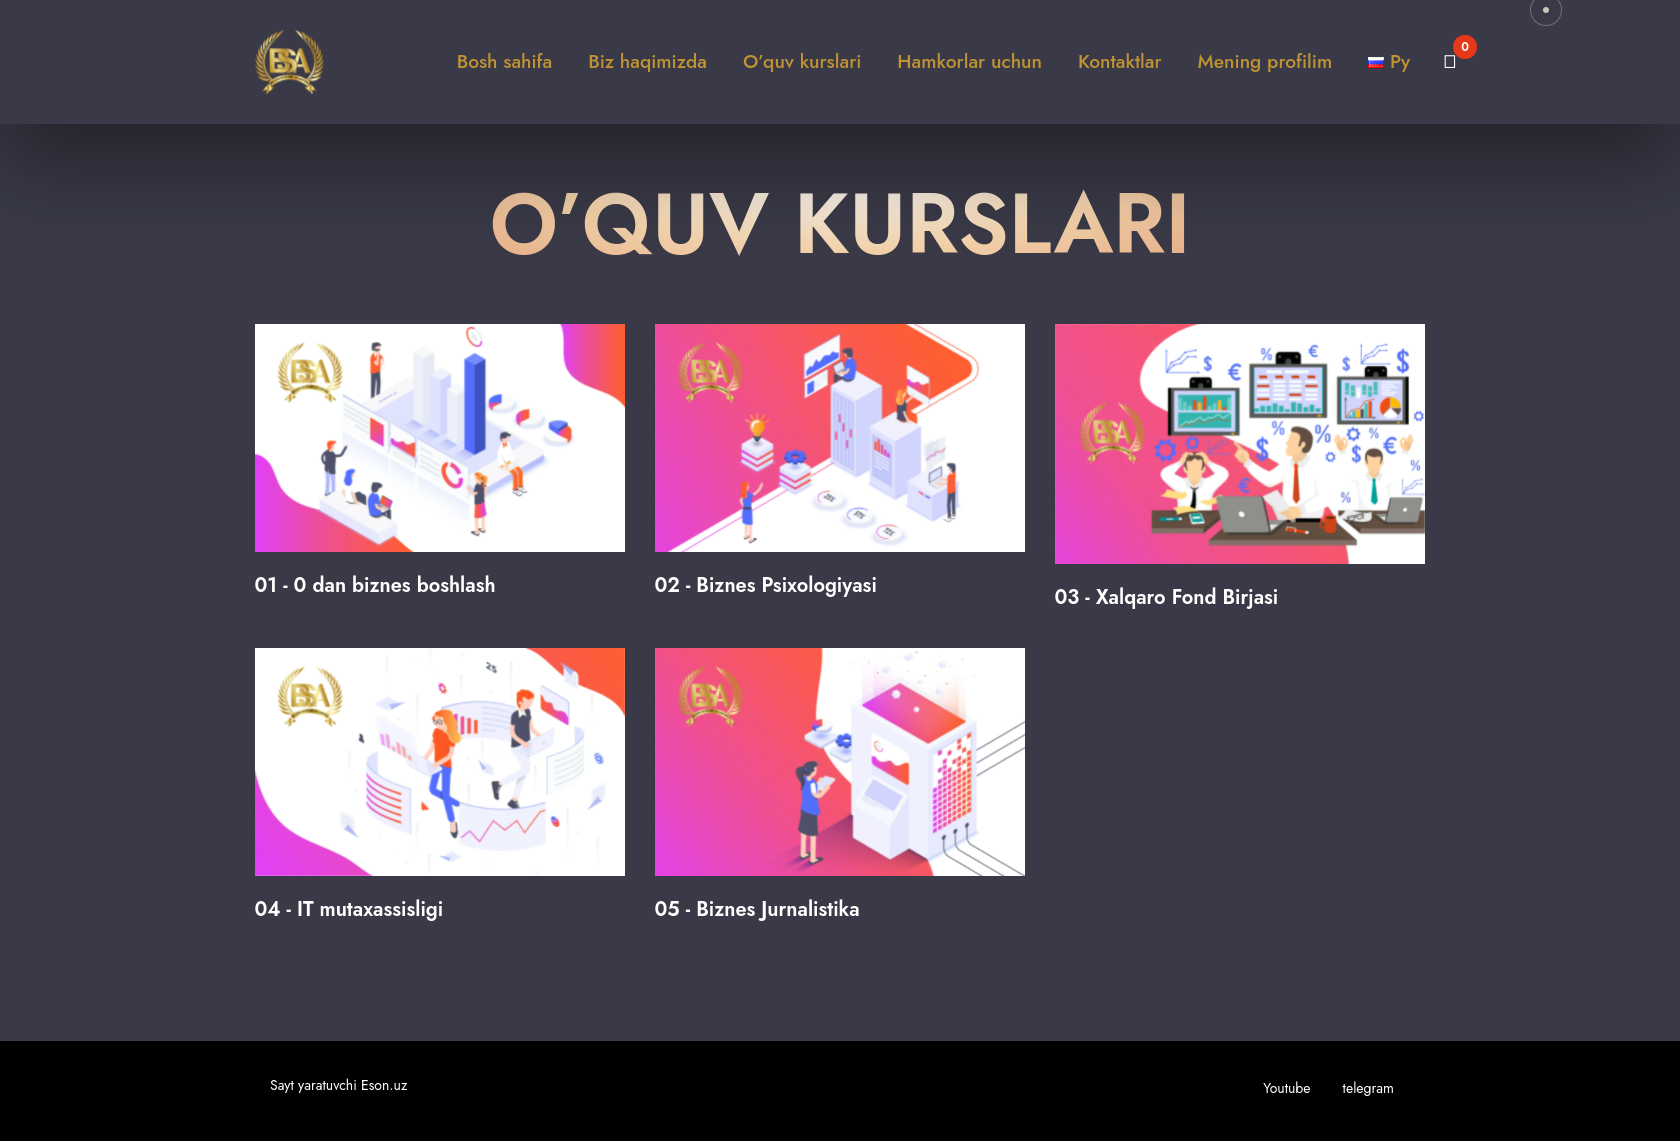 BSA
Bosh sahifa
Biz haqimizda
O'quv kurslari
Hamkorlar uchun
Kontaktlar
Mening profilim
Ру
0
O'QUV KURSLARI
BSA
BSA
BSA
01 - 0 dan biznes boshlash
02 - Biznes Psixologiyasi
03 - Xalqaro Fond Birjasi
BSA
BSA
04 - IT mutaxassisligi
05 - Biznes Jurnalistika
Sayt yaratuvchi Eson.uz
Youtube
telegram